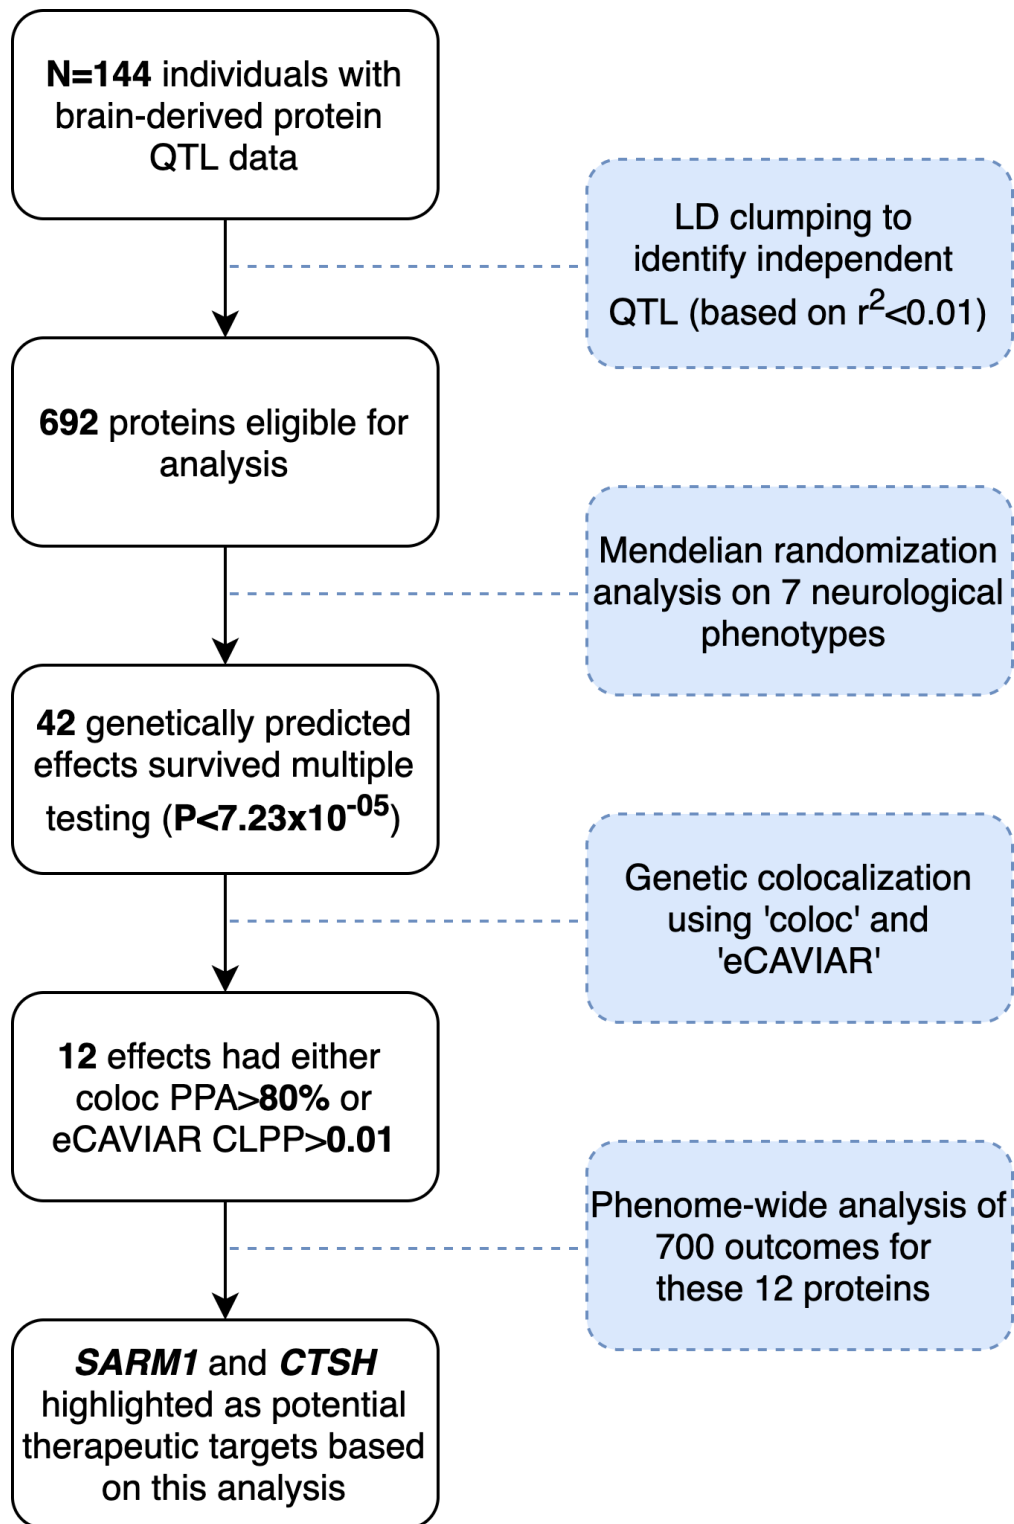 N=144 individuals with
brain-derived protein
QTL data
LD clumping to
identify independent
QTL (based on r²<0.01)
692 proteins eligible for
analysis
Mendelian randomization
analysis on 7 neurological
phenotypes
42 genetically predicted
effects survived multiple
testing (P<7.23x10⁻⁰⁵)
Genetic colocalization
using 'coloc' and
'eCAVIAR'
12 effects had either
coloc PPA>80% or
eCAVIAR CLPP>0.01
Phenome-wide analysis of
700 outcomes for
these 12 proteins
SARM1 and CTSH
highlighted as potential
therapeutic targets based
on this analysis